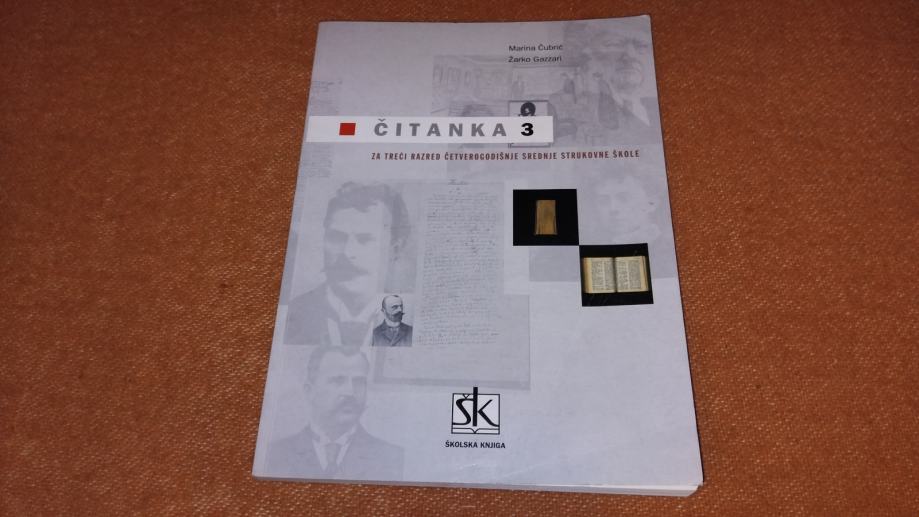 Marina Čubrić
Žarko Gazzari
ČITANKA 3
ZA TREĆI RAZRED ČETVEROGODIŠNJE SREDNJE STRUKOVNE ŠKOLE
ŠK
ŠKOLSKA KNJIGA